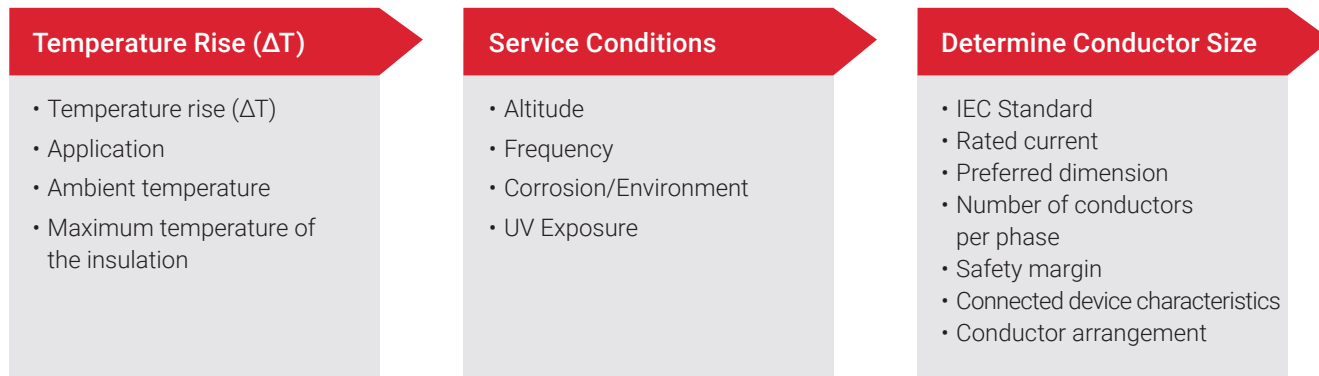 Temperature Rise (ΔT)
• Temperature rise (ΔT)
• Application
• Ambient temperature
• Maximum temperature of
the insulation
Service Conditions
• Altitude
• Frequency
• Corrosion/Environment
• UV Exposure
Determine Conductor Size
• IEC Standard
• Rated current
• Preferred dimension
• Number of conductors
per phase
• Safety margin
• Connected device characteristics
• Conductor arrangement